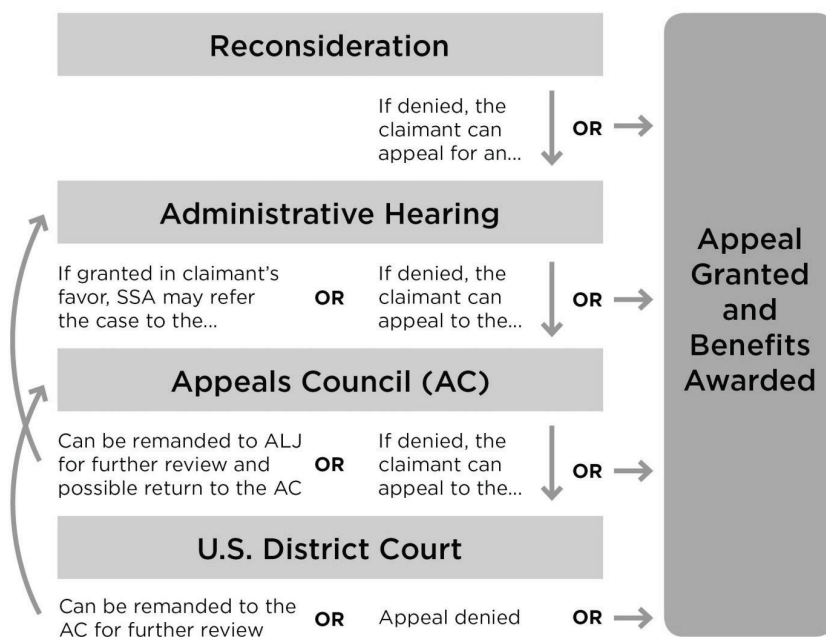 Reconsideration
If denied, the
claimant can
appeal for an...
OR
Administrative Hearing
If granted in claimant's
favor, SSA may refer
the case to the...
OR
If denied, the
claimant can
appeal to the...
OR
Appeals Council (AC)
Can be remanded to ALJ
for further review and
possible return to the AC
OR
If denied, the
claimant can
appeal to the...
OR
U.S. District Court
Can be remanded to the
AC for further review
OR
Appeal denied
OR
Appeal
Granted
and
Benefits
Awarded